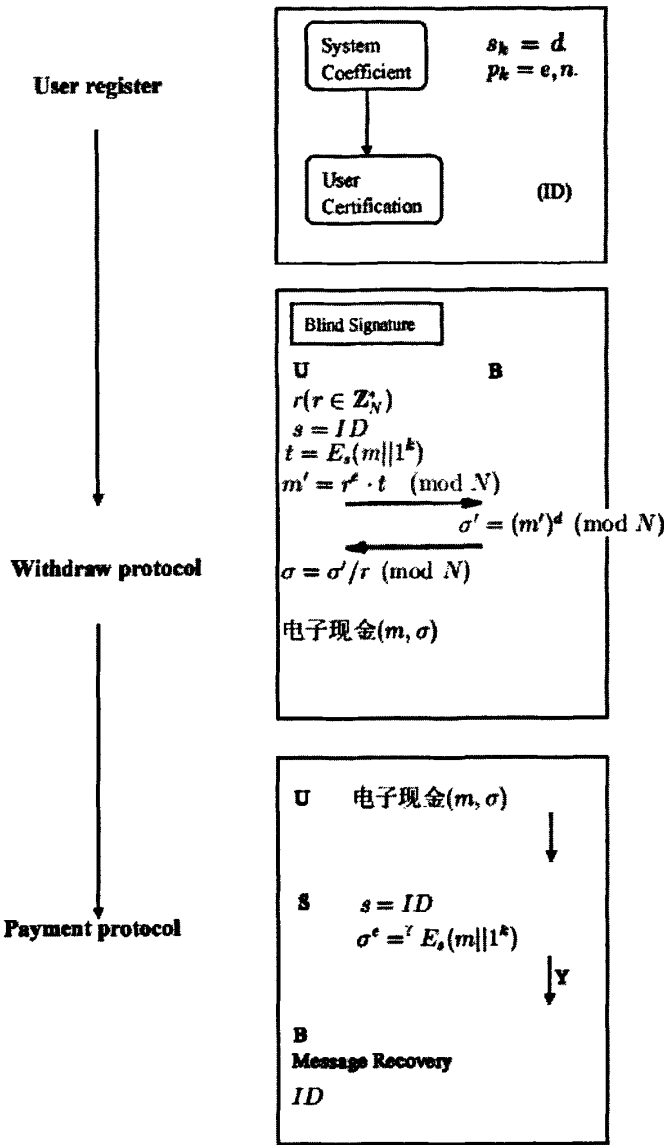 User register
System
Coefficient
s_k = d.
p_k = e, n.
User
Certification
(ID)
Withdraw protocol
Blind Signature
U B
r(r ∈ ℤ*_N)
s = ID
t = E_s(m||1^k)
m′ = r^e · t (mod N)
σ′ = (m′)^d (mod N)
σ = σ′/r (mod N)
电子现金(m, σ)
Payment protocol
U 电子现金(m, σ)
S s = ID
σ^e =^? E_s(m||1^k)
Y
B
Message Recovery
ID